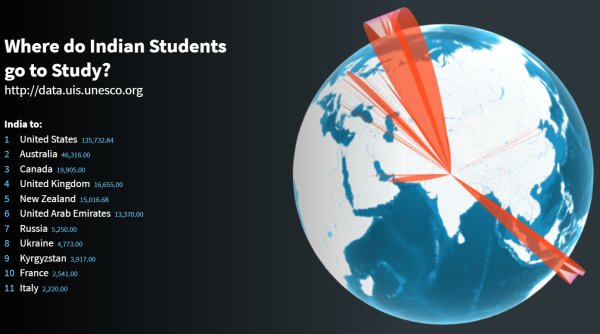 Where do Indian Students
go to Study?
http://data.uis.unesco.org
India to:
1 United States 135,732.84
2 Australia 46,316.00
3 Canada 19,905.00
4 United Kingdom 16,655.00
5 New Zealand 15,016.68
6 United Arab Emirates 13,370.00
7 Russia 5,250.00
8 Ukraine 4,773.00
9 Kyrgyzstan 3,917.00
10 France 2,541.00
11 Italy 2,220.00